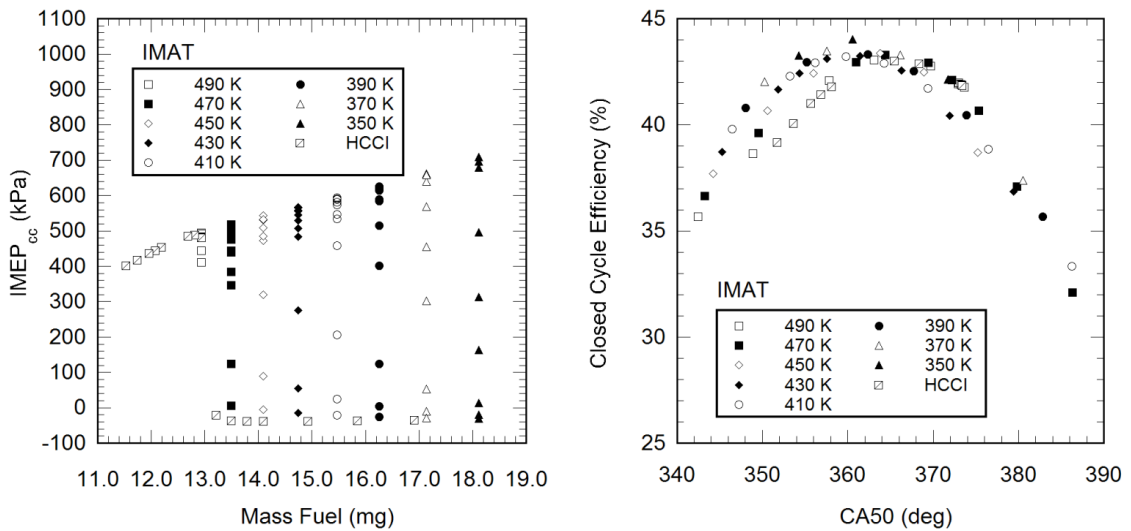 1100
1000
900
800
700
600
500
400
300
200
100
0
-100
IMEPcc (kPa)
IMAT
490 K
390 K
470 K
370 K
450 K
350 K
430 K
HCCI
410 K
11.0 12.0 13.0 14.0 15.0 16.0 17.0 18.0 19.0
Mass Fuel (mg)
45
40
35
30
25
Closed Cycle Efficiency (%)
IMAT
490 K
390 K
470 K
370 K
450 K
350 K
430 K
HCCI
410 K
340 350 360 370 380 390
CA50 (deg)